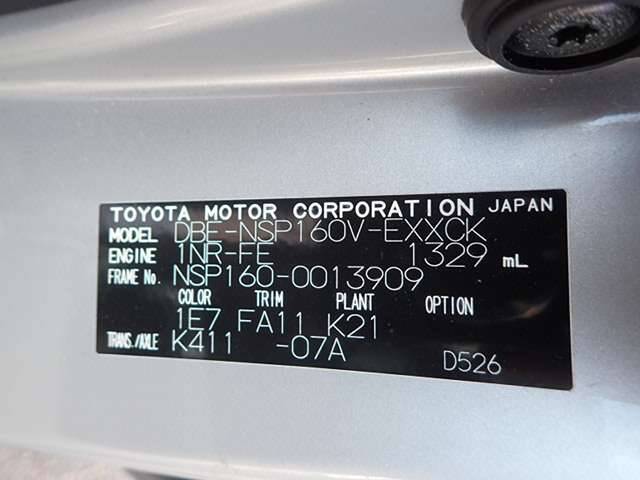 TOYOTA MOTOR CORPORATION JAPAN
MODEL DBE-NSP160V-EXXCK
ENGINE 1NR-FE 1329 mL
FRAME No. NSP160-0013909
COLOR TRIM PLANT OPTION
1E7 FA11 K21
TRANS./AXLE K411 -07A D526